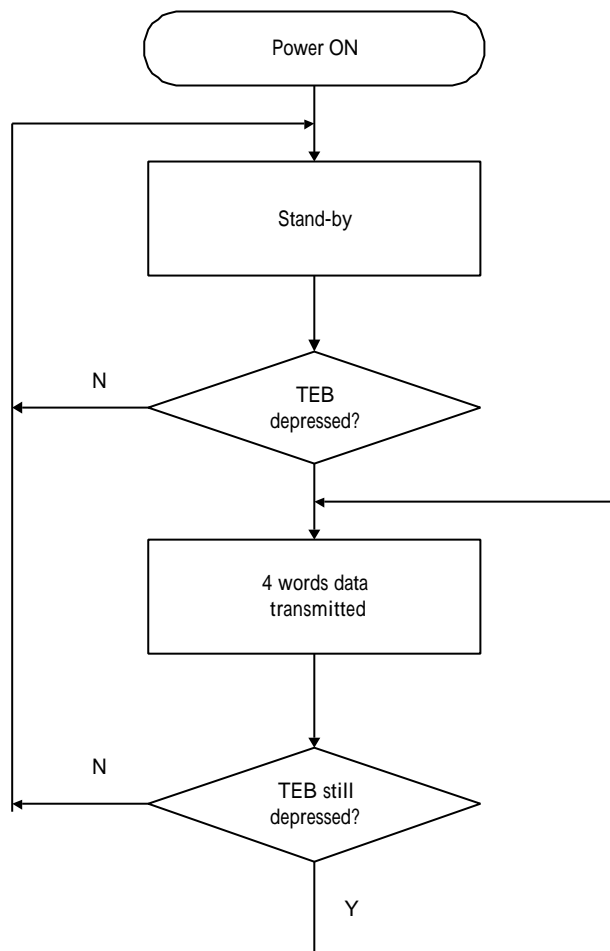 Power ON
Stand-by
N
TEB
depressed?
4 words data
transmitted
N
TEB still
depressed?
Y